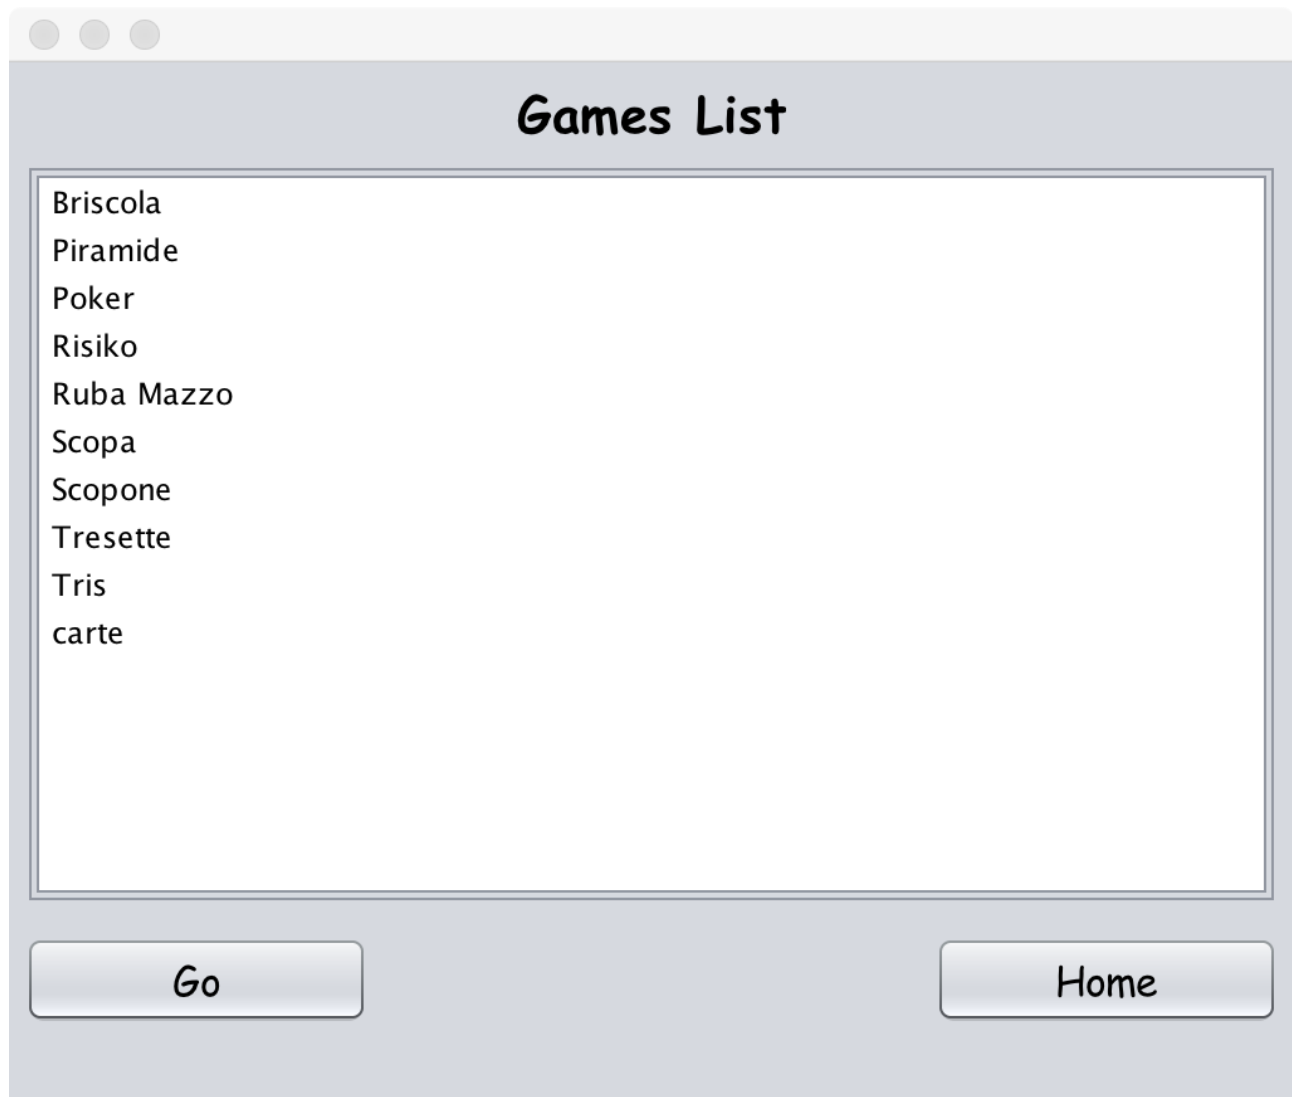 Games List
Briscola
Piramide
Poker
Risiko
Ruba Mazzo
Scopa
Scopone
Tresette
Tris
carte
Go
Home